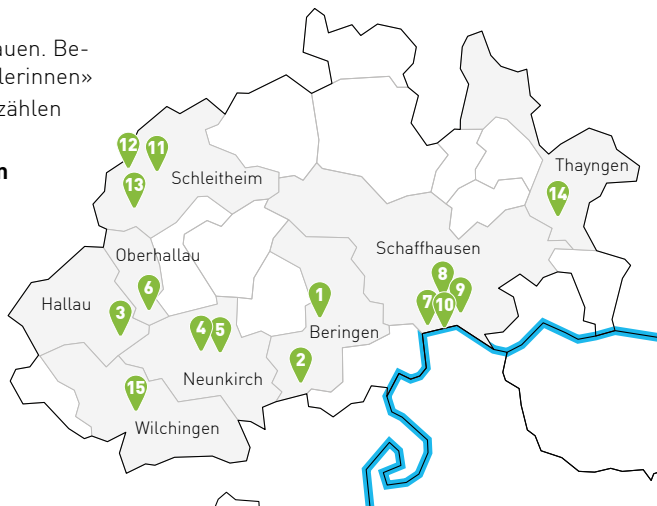 auen. Be-
lerinnen»
zählen
n
12
11
13
Schleitheim
Thayngen
14
Oberhallau
Schaffhausen
8
6
9
1
7
10
Hallau
3
4
5
Beringen
2
Neunkirch
15
Wilchingen